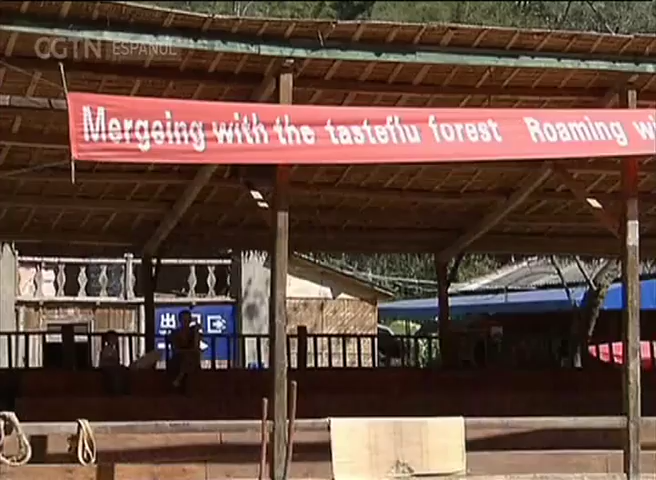 CGTN ESPAÑOL
Mergeing with the tasteflu forest Roaming wi
出